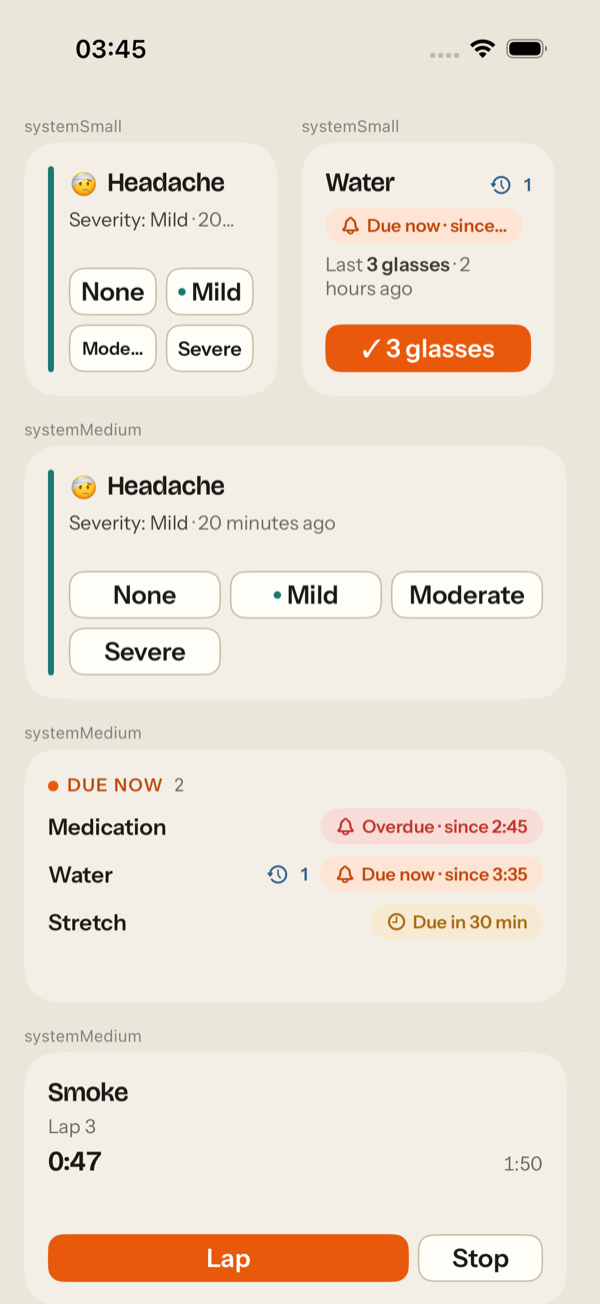 03:45
systemSmall
🤕 Headache
Severity: Mild · 20...
None
• Mild
Mode...
Severe
systemSmall
Water 1
Due now · since...
Last 3 glasses · 2
hours ago
✓ 3 glasses
systemMedium
🤕 Headache
Severity: Mild · 20 minutes ago
None
• Mild
Moderate
Severe
systemMedium
DUE NOW 2
Medication Overdue · since 2:45
Water 1 Due now · since 3:35
Stretch Due in 30 min
systemMedium
Smoke
Lap 3
0:47 1:50
Lap Stop